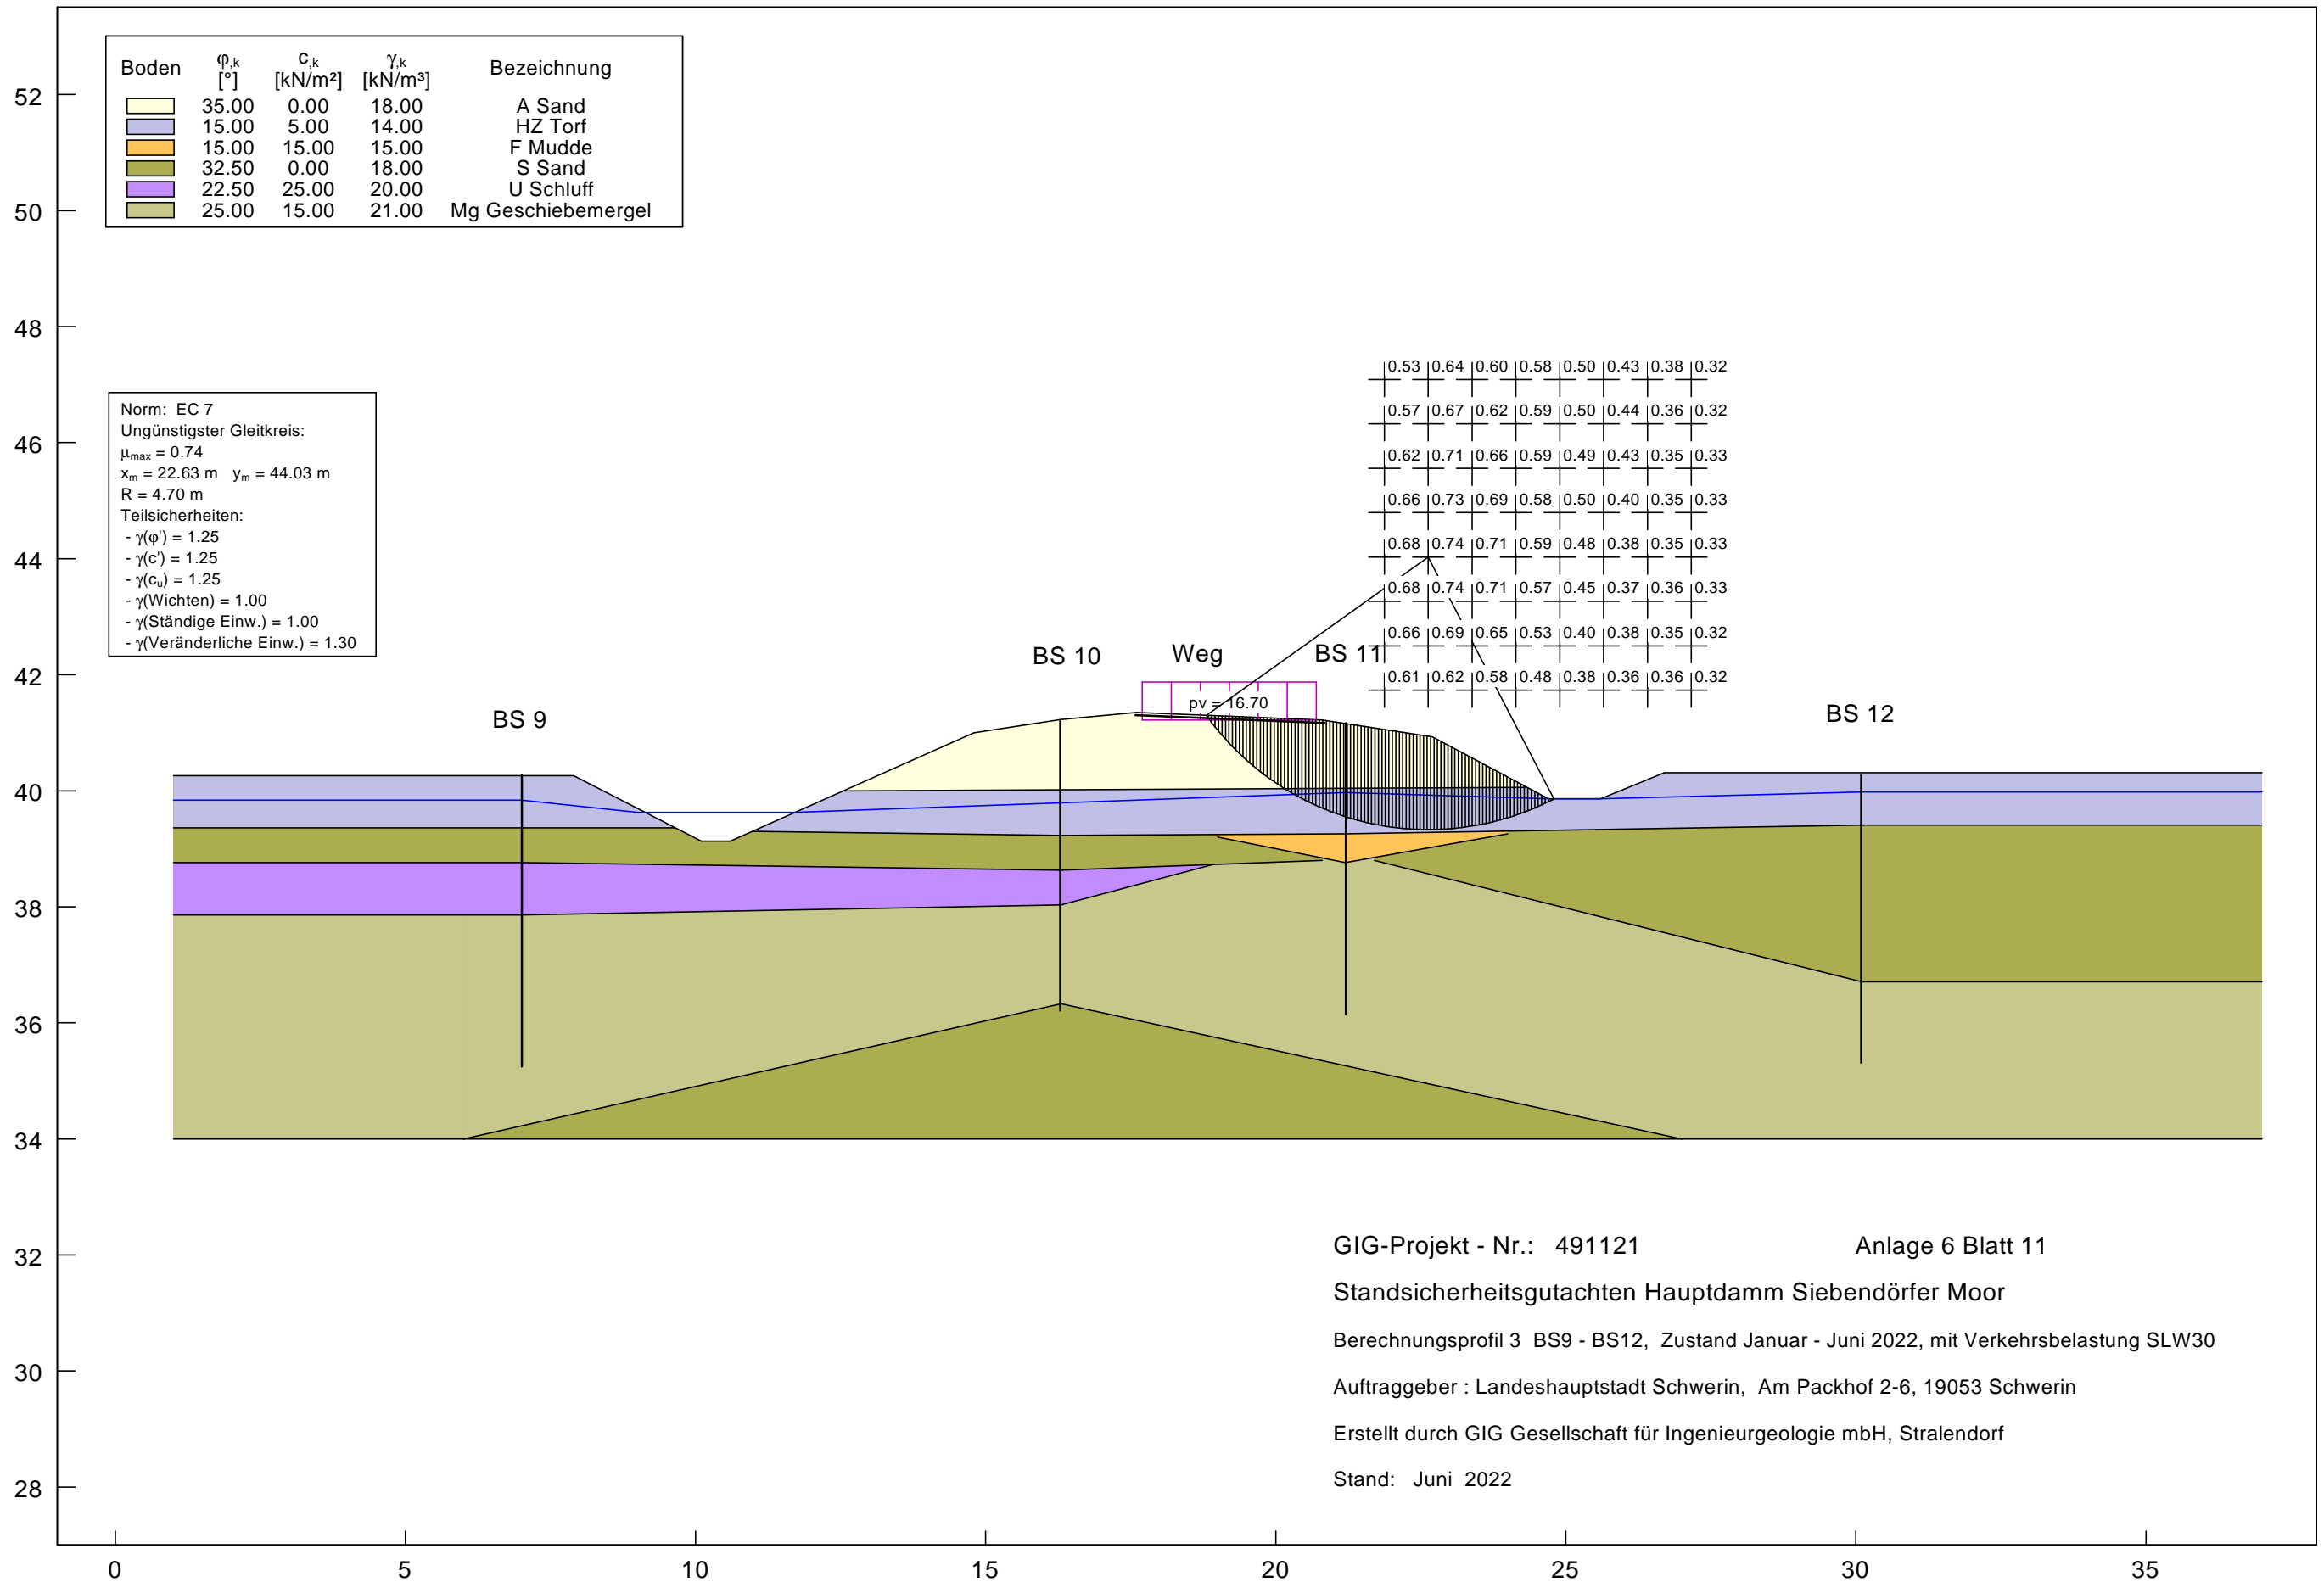 Boden φ,k c,k γ,k Bezeichnung
[°] [kN/m²] [kN/m³]
35.00 0.00 18.00 A Sand
15.00 5.00 14.00 HZ Torf
15.00 15.00 15.00 F Mudde
32.50 0.00 18.00 S Sand
22.50 25.00 20.00 U Schluff
25.00 15.00 21.00 Mg Geschiebemergel
Norm: EC 7
Ungünstigster Gleitkreis:
μmax = 0.74
xm = 22.63 m ym = 44.03 m
R = 4.70 m
Teilsicherheiten:
- γ(φ') = 1.25
- γ(c') = 1.25
- γ(cu) = 1.25
- γ(Wichten) = 1.00
- γ(Ständige Einw.) = 1.00
- γ(Veränderliche Einw.) = 1.30
0.53 0.64 0.60 0.58 0.50 0.43 0.38 0.32
0.57 0.67 0.62 0.59 0.50 0.44 0.36 0.32
0.62 0.71 0.66 0.59 0.49 0.43 0.35 0.33
0.66 0.73 0.69 0.58 0.50 0.40 0.35 0.33
0.68 0.74 0.71 0.59 0.48 0.38 0.35 0.33
0.68 0.74 0.71 0.57 0.45 0.37 0.36 0.33
0.66 0.69 0.65 0.53 0.40 0.38 0.35 0.32
0.61 0.62 0.58 0.48 0.38 0.36 0.36 0.32
BS 9
BS 10
Weg
BS 11
BS 12
pv = 16.70
52
50
48
46
44
42
40
38
36
34
32
30
28
0 5 10 15 20 25 30 35
GIG-Projekt - Nr.: 491121 Anlage 6 Blatt 11
Standsicherheitsgutachten Hauptdamm Siebendörfer Moor
Berechnungsprofil 3 BS9 - BS12, Zustand Januar - Juni 2022, mit Verkehrsbelastung SLW30
Auftraggeber : Landeshauptstadt Schwerin, Am Packhof 2-6, 19053 Schwerin
Erstellt durch GIG Gesellschaft für Ingenieurgeologie mbH, Stralendorf
Stand: Juni 2022